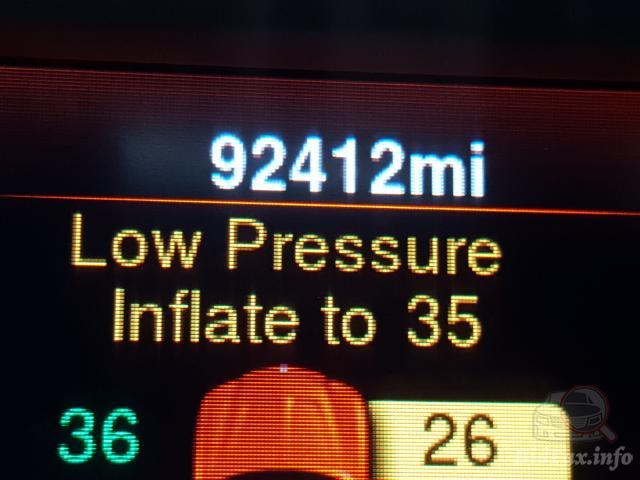 92412mi
Low Pressure
Inflate to 35
36 26